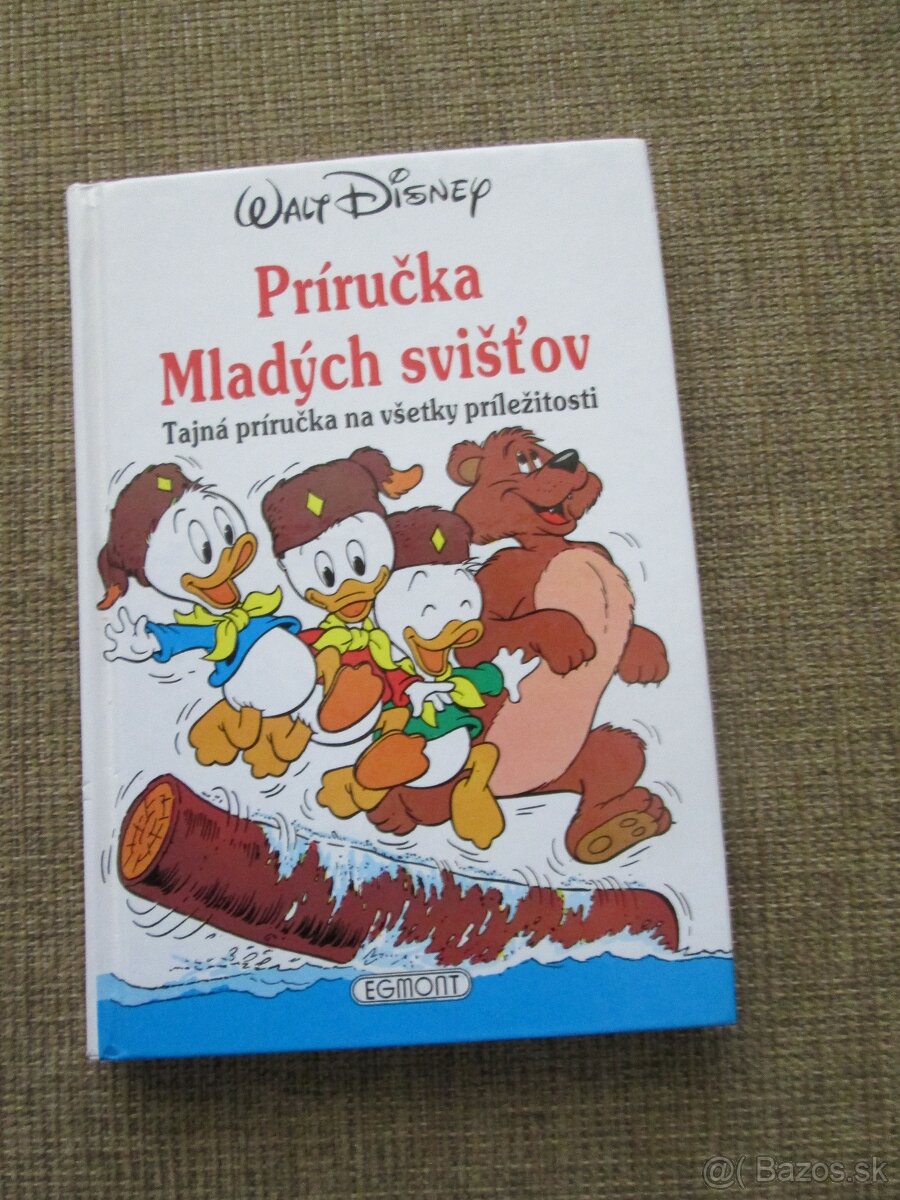 WALT DISNEY
Príručka
Mladých svišťov
Tajná príručka na všetky príležitosti
EGMONT
@( Bazos.sk